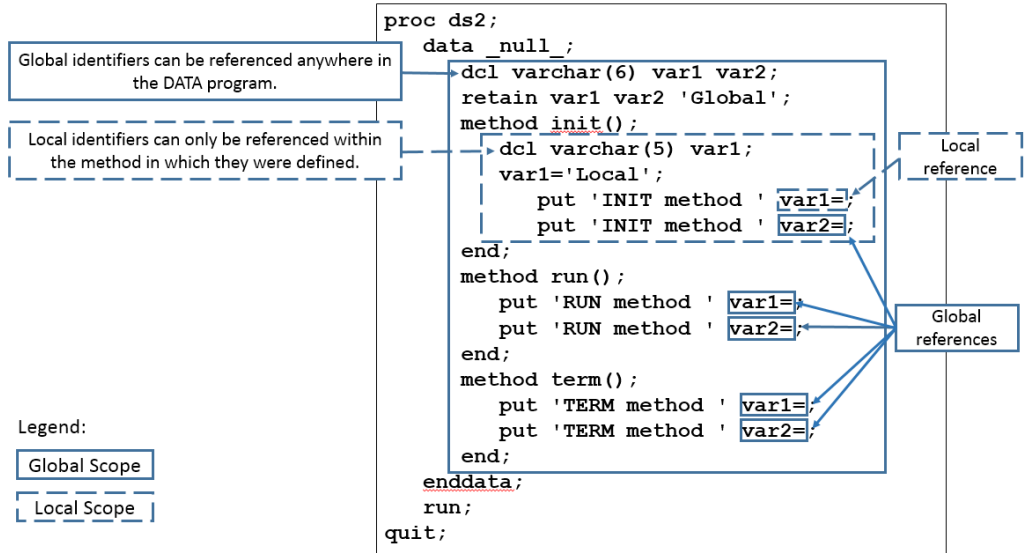 proc ds2;
data _null_;
Global identifiers can be referenced anywhere in
the DATA program.
dcl varchar(6) var1 var2;
retain var1 var2 'Global';
method init();
Local identifiers can only be referenced within
the method in which they were defined.
dcl varchar(5) var1;
var1='Local';
put 'INIT method ' var1=;
put 'INIT method ' var2=;
Local
reference
end;
method run();
put 'RUN method ' var1=;
put 'RUN method ' var2=;
Global
references
end;
method term();
put 'TERM method ' var1=;
put 'TERM method ' var2=;
end;
enddata;
run;
quit;
Legend:
Global Scope
Local Scope